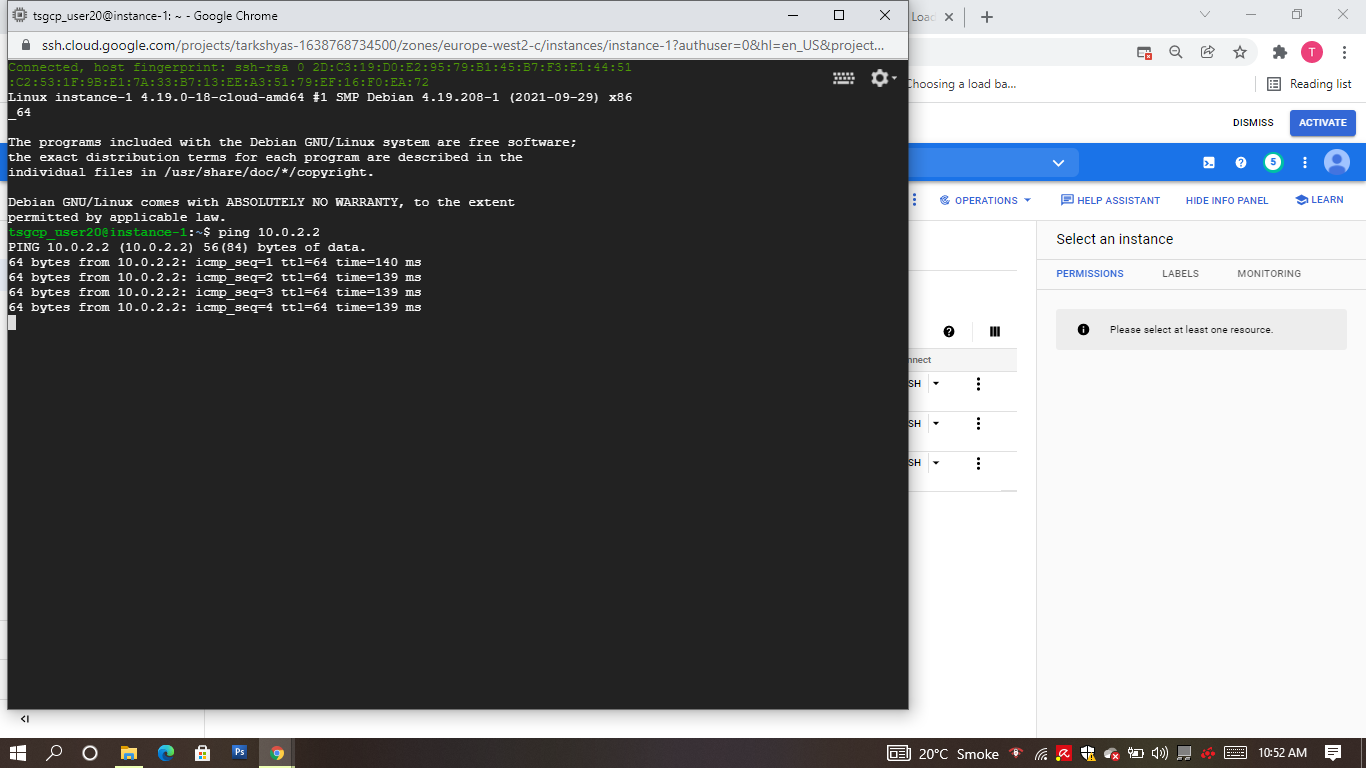 tsgcp_user20@instance-1: ~ - Google Chrome
ssh.cloud.google.com/projects/tarkshyas-1638768734500/zones/europe-west2-c/instances/instance-1?authuser=0&hl=en_US&project...
Connected, host fingerprint: ssh-rsa 0 2D:C3:19:D0:E2:95:79:B1:45:B7:F3:E1:44:51
:C2:53:1F:9B:E1:7A:33:B7:13:EE:A3:51:79:EF:16:F0:EA:72
Linux instance-1 4.19.0-18-cloud-amd64 #1 SMP Debian 4.19.208-1 (2021-09-29) x86
_64
The programs included with the Debian GNU/Linux system are free software;
the exact distribution terms for each program are described in the
individual files in /usr/share/doc/*/copyright.
Debian GNU/Linux comes with ABSOLUTELY NO WARRANTY, to the extent
permitted by applicable law.
tsgcp_user20@instance-1:~$ ping 10.0.2.2
PING 10.0.2.2 (10.0.2.2) 56(84) bytes of data.
64 bytes from 10.0.2.2: icmp_seq=1 ttl=64 time=140 ms
64 bytes from 10.0.2.2: icmp_seq=2 ttl=64 time=139 ms
64 bytes from 10.0.2.2: icmp_seq=3 ttl=64 time=139 ms
64 bytes from 10.0.2.2: icmp_seq=4 ttl=64 time=139 ms
Load
T
Choosing a load ba...
Reading list
DISMISS
ACTIVATE
5
OPERATIONS
HELP ASSISTANT
HIDE INFO PANEL
LEARN
Select an instance
PERMISSIONS
LABELS
MONITORING
Please select at least one resource.
nnect
SH
SH
SH
Ps
20°C Smoke
10:52 AM